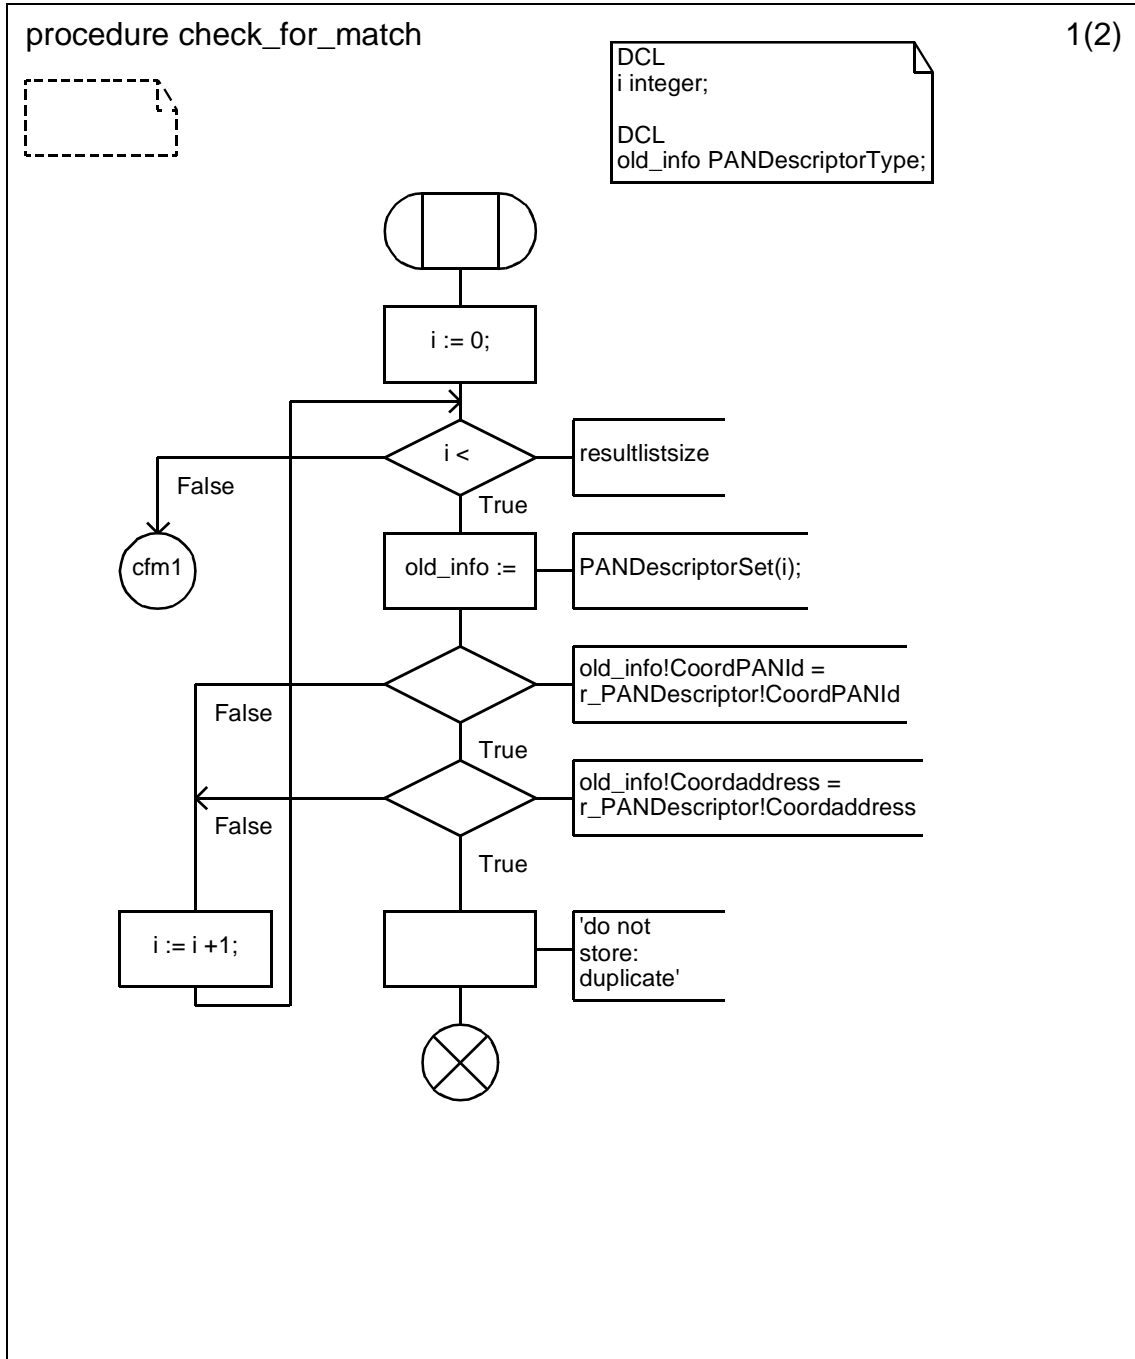 procedure check_for_match
1(2)
DCL
i integer;
DCL
old_info PANDescriptorType;
i := 0;
i <
resultlistsize
False
True
cfm1
old_info :=
PANDescriptorSet(i);
old_info!CoordPANId =
r_PANDescriptor!CoordPANId
False
True
old_info!Coordaddress =
r_PANDescriptor!Coordaddress
False
True
i := i +1;
'do not
store:
duplicate'